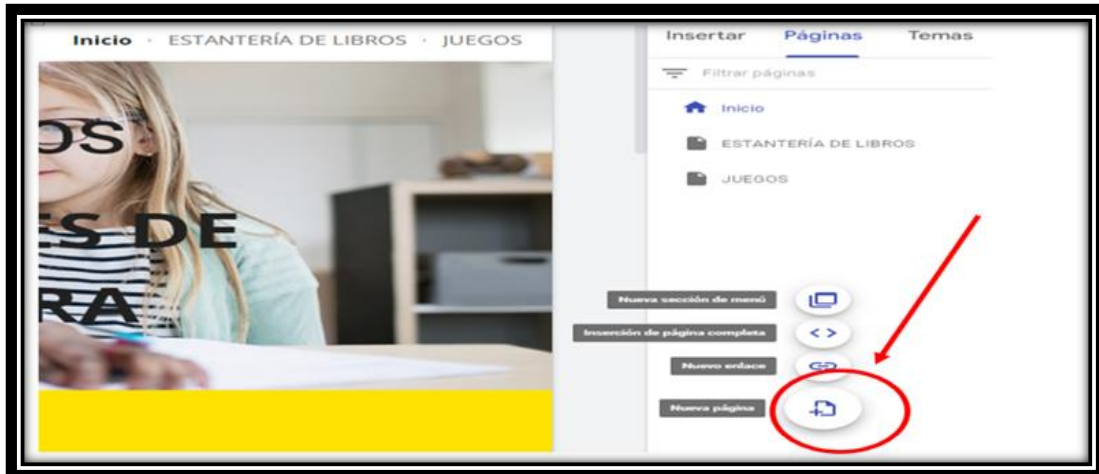 Inicio · ESTANTERÍA DE LIBROS · JUEGOS
OS
ES DE
RA
Insertar Páginas Temas
Filtrar páginas
Inicio
ESTANTERÍA DE LIBROS
JUEGOS
Nueva sección de menú
Inserción de página completa
Nuevo enlace
Nueva página